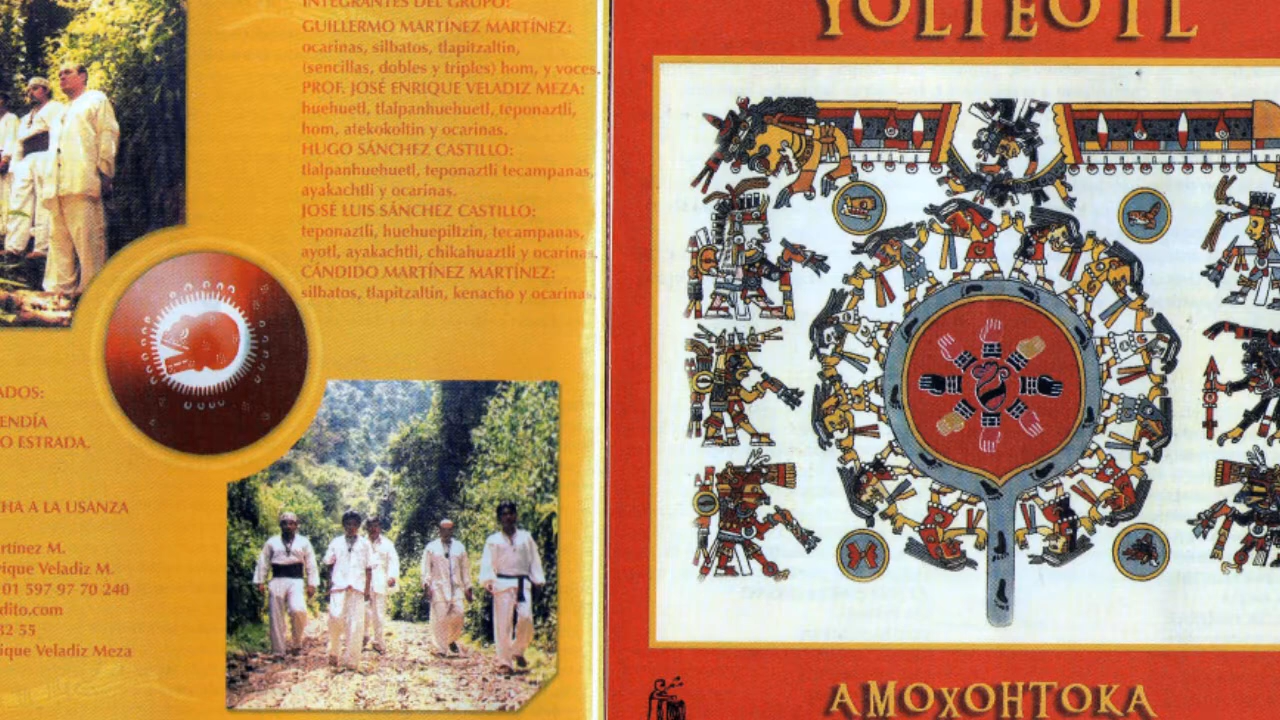 INTEGRANTES DEL GRUPO:
GUILLERMO MARTÍNEZ MARTÍNEZ:
ocarinas, silbatos, tlapitzaltin,
(sencillas, dobles y triples) hom, y voces.
PROF. JOSÉ ENRIQUE VELADIZ MEZA:
huehuetl, tlalpanhuehuetl, teponaztli,
hom, atekokoltin y ocarinas.
HUGO SÁNCHEZ CASTILLO:
tlalpanhuehuetl, teponaztli tecampanas,
ayakachtli y ocarinas.
JOSÉ LUIS SÁNCHEZ CASTILLO:
teponaztli, huehuepiltzin, tecampanas,
ayotl, ayakachtli, chikahuaztli y ocarinas.
CÁNDIDO MARTÍNEZ MARTÍNEZ:
silbatos, tlapitzaltin, kenacho y ocarinas.
ADOS:
ENDÍA
O ESTRADA.
HA A LA USANZA
rtínez M.
rique Veladiz M.
01 597 97 70 240
dito.com
32 55
ique Veladiz Meza
YOLTEOTL
AMOXOHTOKA